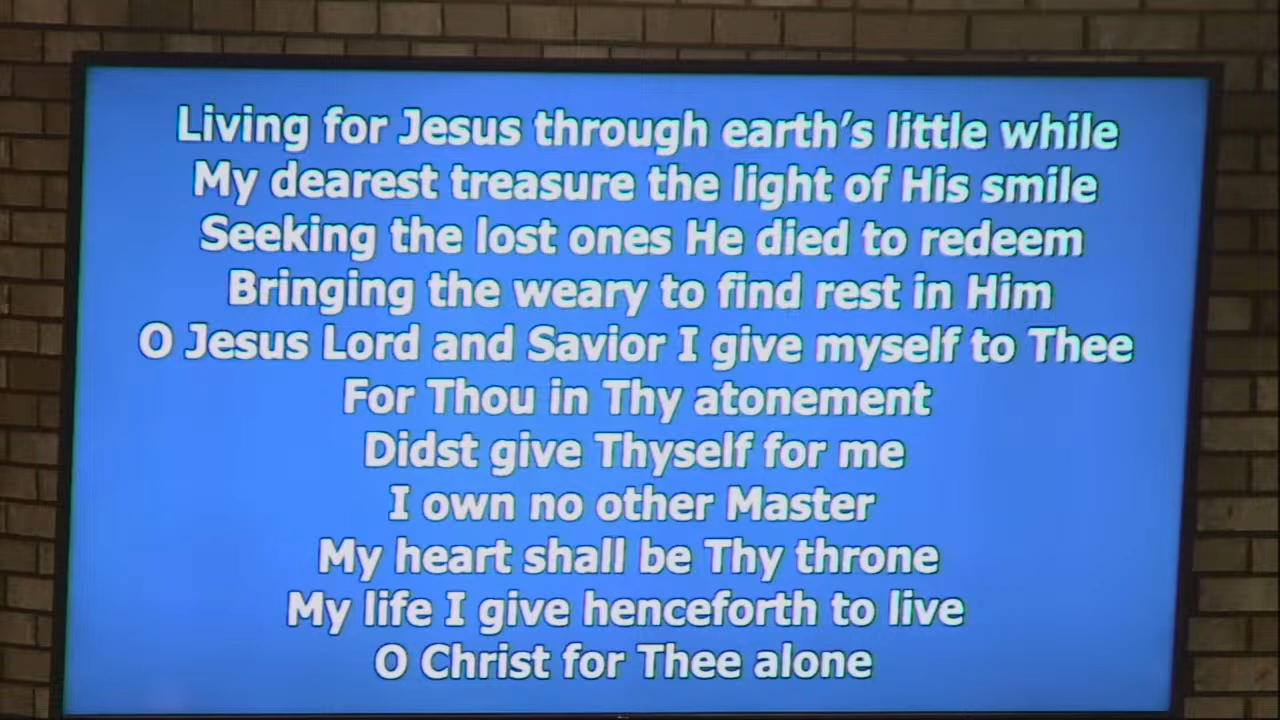 Living for Jesus through earth's little while
My dearest treasure the light of His smile
Seeking the lost ones He died to redeem
Bringing the weary to find rest in Him
O Jesus Lord and Savior I give myself to Thee
For Thou in Thy atonement
Didst give Thyself for me
I own no other Master
My heart shall be Thy throne
My life I give henceforth to live
O Christ for Thee alone